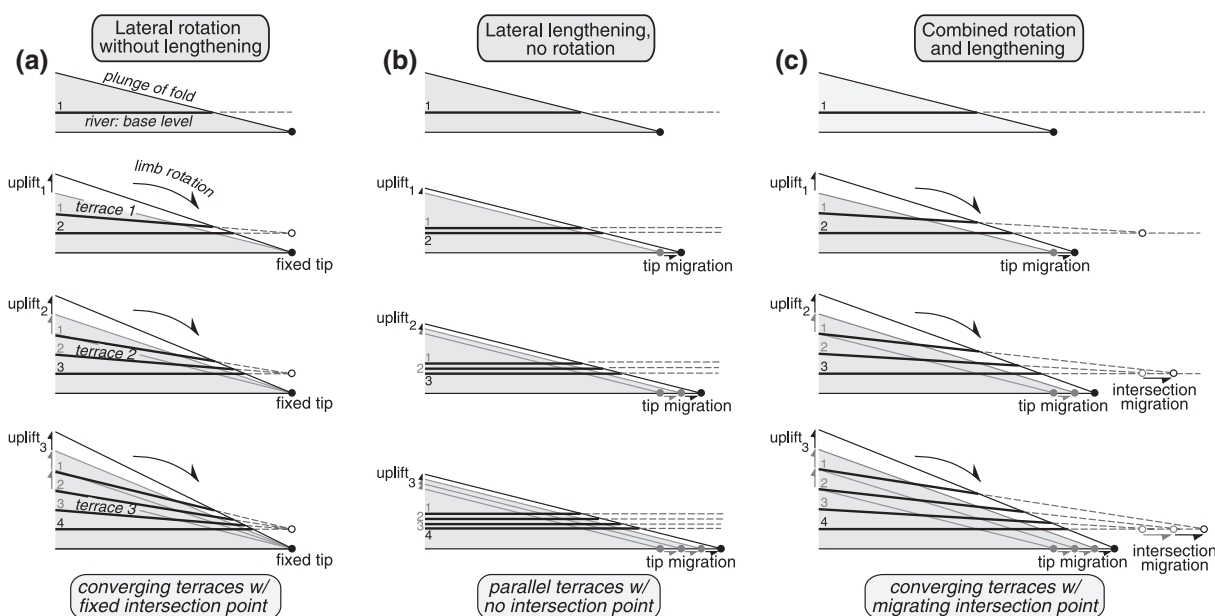 (a)
Lateral rotation
without lengthening
plunge of fold
1
river: base level
uplift1
limb rotation
1
terrace 1
2
fixed tip
uplift2
1
2
terrace 2
3
fixed tip
uplift3
1
2
3
terrace 3
4
fixed tip
converging terraces w/
fixed intersection point
(b)
Lateral lengthening,
no rotation
1
uplift1
1
2
tip migration
uplift2
1
2
3
tip migration
uplift3
1
2
3
4
tip migration
parallel terraces w/
no intersection point
(c)
Combined rotation
and lengthening
1
uplift1
1
2
tip migration
uplift2
1
2
3
tip migration
intersection
migration
uplift3
1
2
3
4
tip migration
intersection
migration
converging terraces w/
migrating intersection point